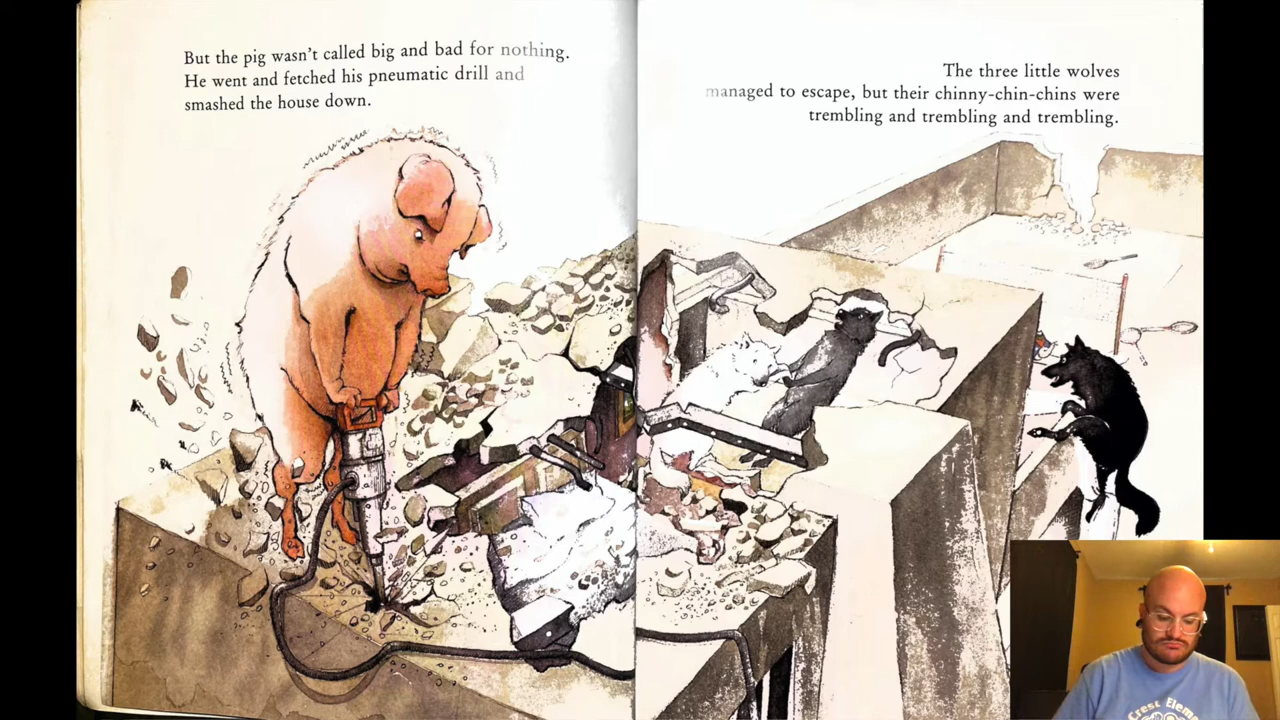 But the pig wasn't called big and bad for nothing.
He went and fetched his pneumatic drill and
smashed the house down.
The three little wolves
managed to escape, but their chinny-chin-chins were
trembling and trembling and trembling.
Crest Elem